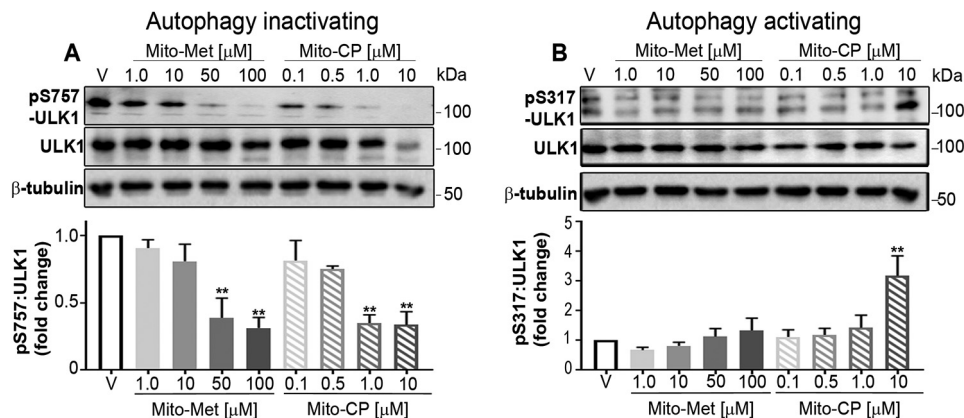 Autophagy inactivating
A
Mito-Met [μM] Mito-CP [μM]
V 1.0 10 50 100 0.1 0.5 1.0 10 kDa
pS757
-ULK1
-100
ULK1
-100
β-tubulin
-50
pS757:ULK1
(fold change)
1.0
0.5
0
** ** ** **
V 1.0 10 50 100 0.1 0.5 1.0 10
Mito-Met [μM] Mito-CP [μM]
Autophagy activating
B
Mito-Met [μM] Mito-CP [μM]
V 1.0 10 50 100 0.1 0.5 1.0 10 kDa
pS317
-ULK1
-100
ULK1
-100
β-tubulin
-50
pS317:ULK1
(fold change)
5
4
3
2
1
0
**
V 1.0 10 50 100 0.1 0.5 1.0 10
Mito-Met [μM] Mito-CP [μM]